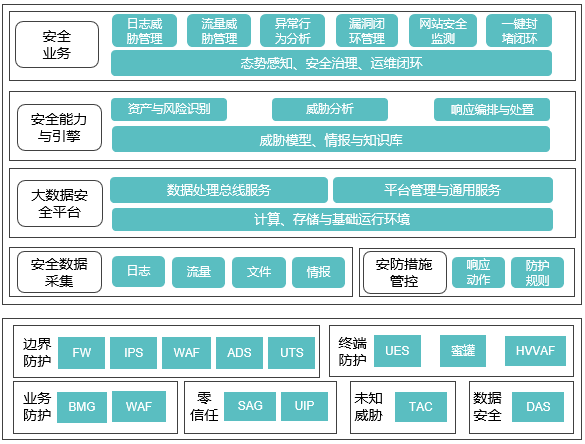 安全
业务
日志威
胁管理
流量威
胁管理
异常行
为分析
漏洞闭
环管理
网站安全
监测
一键封
堵闭环
态势感知、安全治理、运维闭环
安全能力
与引擎
资产与风险识别
威胁分析
响应编排与处置
威胁模型、情报与知识库
大数据安
全平台
数据处理总线服务
平台管理与通用服务
计算、存储与基础运行环境
安全数据
采集
日志
流量
文件
情报
安防措施
管控
响应
动作
防护
规则
边界
防护
FW
IPS
WAF
ADS
UTS
终端
防护
UES
蜜罐
HVVAF
业务
防护
BMG
WAF
零
信任
SAG
UIP
未知
威胁
TAC
数据
安全
DAS